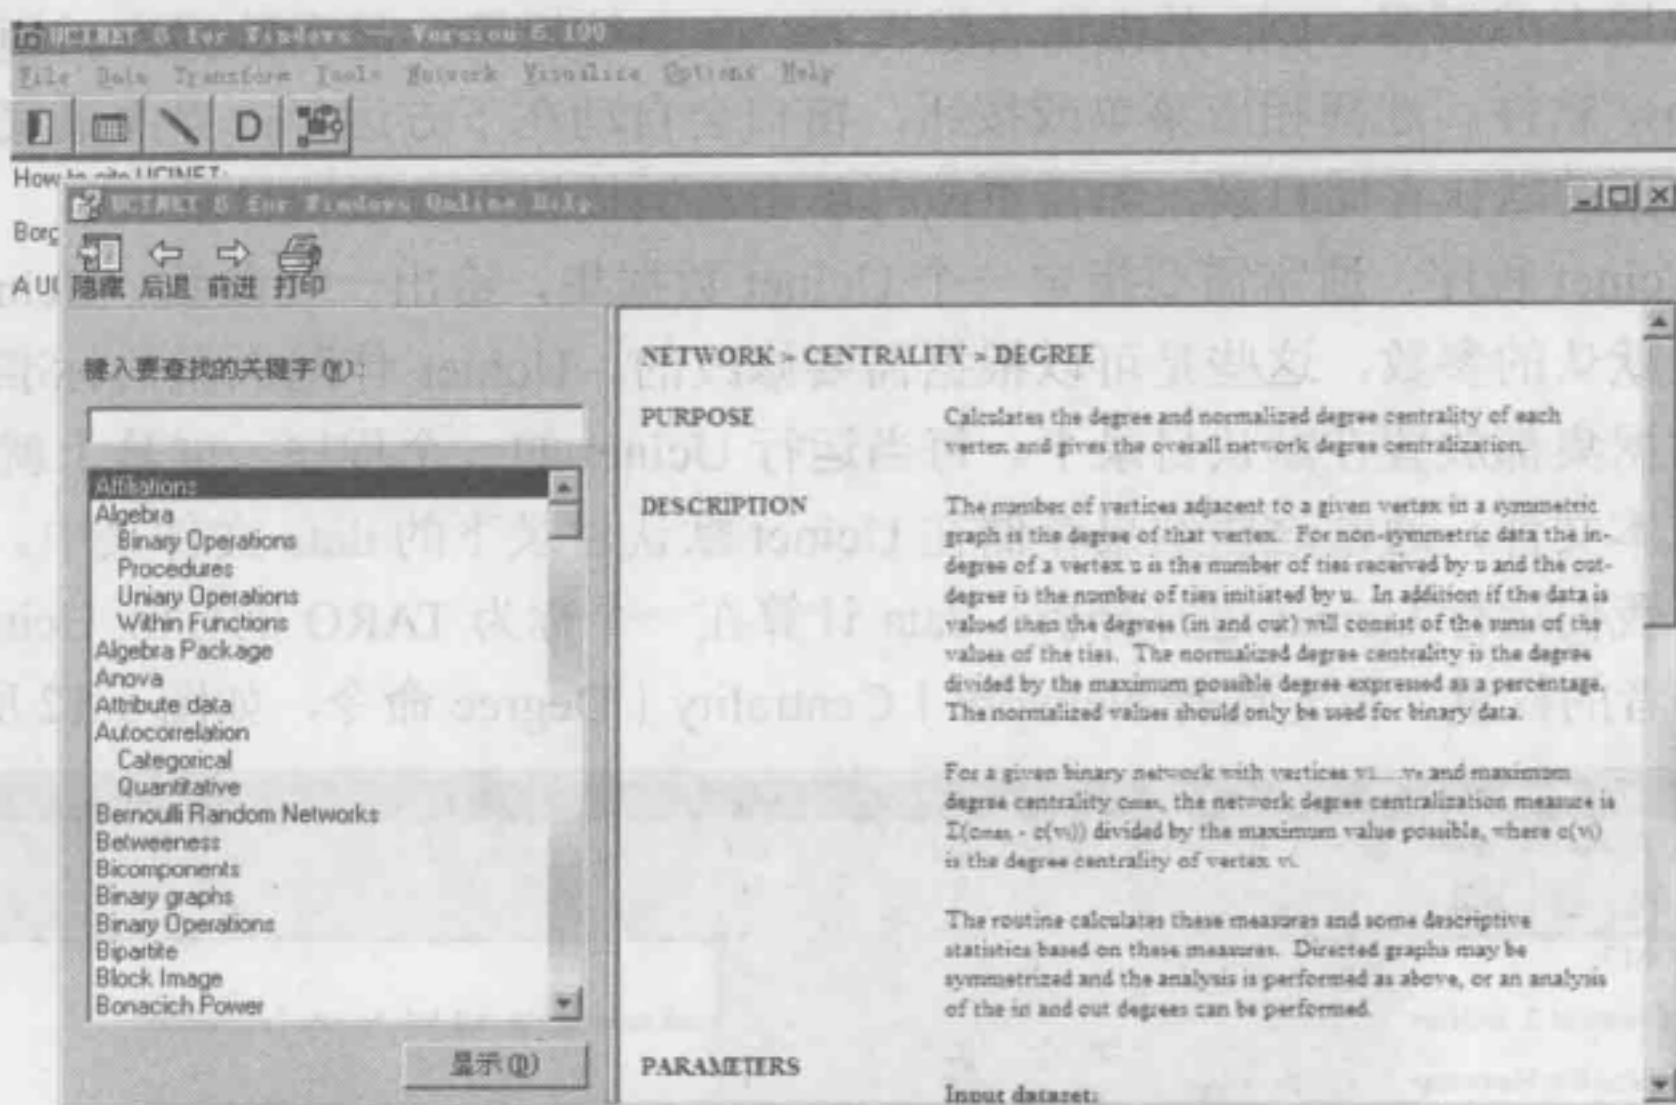 UCINET 6 for Windows -- Version 6.100
File Data Transform Tools Network Visualize Options Help
D
How to cite UCINET:
Borg
A UC
UCINET 6 for Windows Online Help
隐藏 后退 前进 打印
键入要查找的关键字(W):
Affiliations
Algebra
Binary Operations
Procedures
Uniary Operations
Within Functions
Algebra Package
Anova
Attribute data
Autocorrelation
Categorical
Quantitative
Bernoulli Random Networks
Betweeness
Bicomponents
Binary graphs
Binary Operations
Bipartite
Block Image
Bonacich Power
显示(D)
NETWORK > CENTRALITY > DEGREE
PURPOSE
Calculates the degree and normalized degree centrality of each
vertex and gives the overall network degree centralization.
DESCRIPTION
The number of vertices adjacent to a given vertex in a symmetric
graph is the degree of that vertex. For non-symmetric data the in-
degree of a vertex u is the number of ties received by u and the out-
degree is the number of ties initiated by u. In addition if the data is
valued then the degrees (in and out) will consist of the sums of the
values of the ties. The normalized degree centrality is the degree
divided by the maximum possible degree expressed as a percentage.
The normalized values should only be used for binary data.
For a given binary network with vertices v1....vn and maximum
degree centrality cmax, the network degree centralization measure is
Σ(cmax - c(vi)) divided by the maximum value possible, where c(vi)
is the degree centrality of vertex vi.
The routine calculates these measures and some descriptive
statistics based on these measures. Directed graphs may be
symmetrized and the analysis is performed as above, or an analysis
of the in and out degrees can be performed.
PARAMETERS
Input dataset: